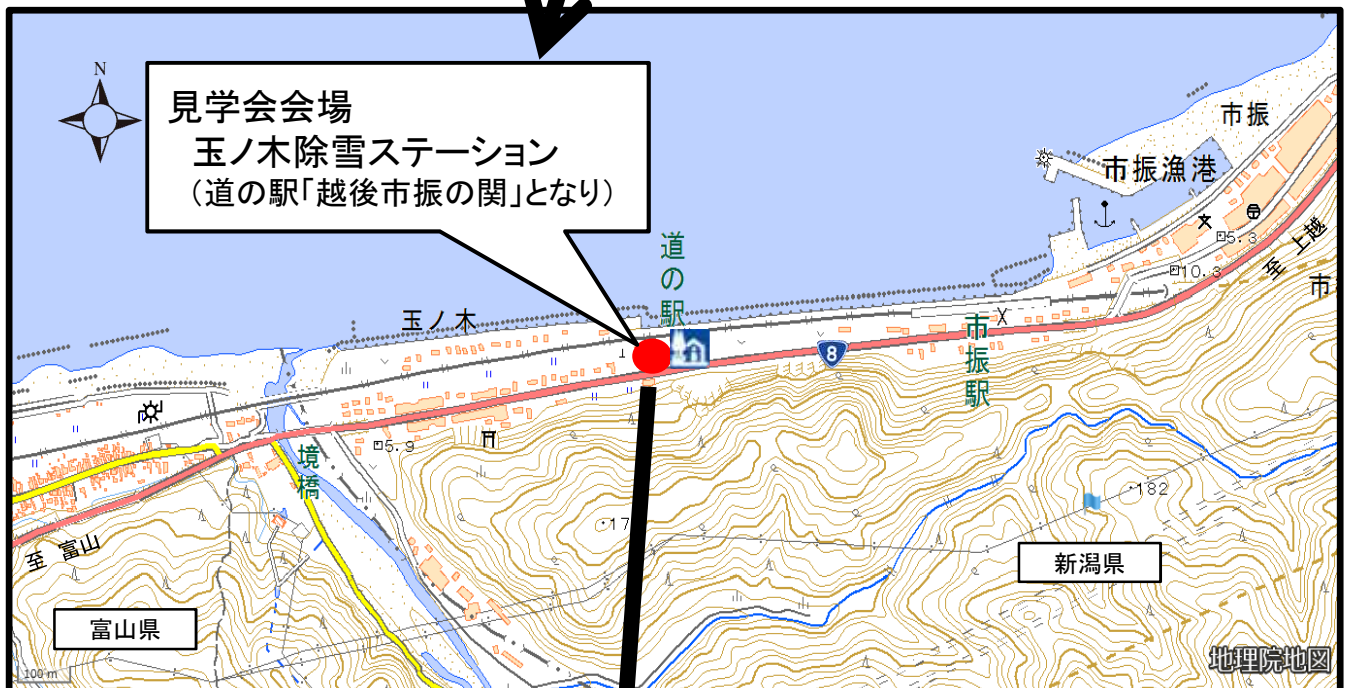 N
見学会会場
玉ノ木除雪ステーション
（道の駅「越後市振の関」となり）
市振
市振漁港
5.3
10.3
至 上越
市
道の駅
玉ノ木
8
市振駅
5.9
境橋
182
17
至 富山
新潟県
富山県
100 m
地理院地図